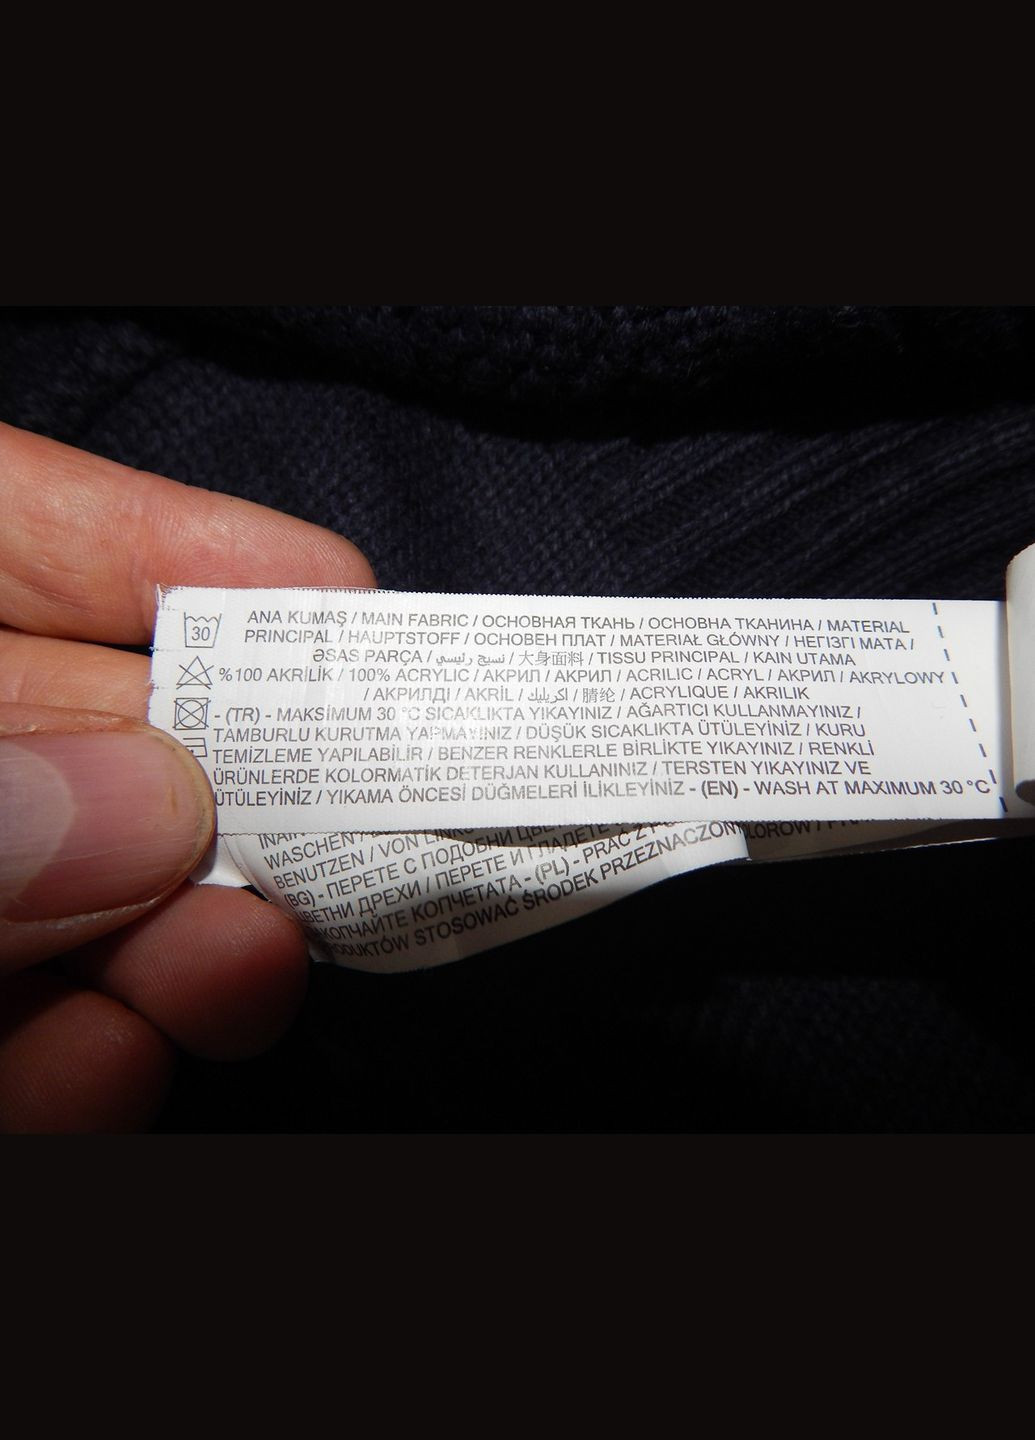 30
ANA KUMAŞ / MAIN FABRIC / ОСНОВНАЯ ТКАНЬ / ОСНОВНА ТКАНИНА / MATERIAL
PRINCIPAL / HAUPTSTOFF / ОСНОВЕН ПЛАТ / MATERIAŁ GŁÓWNY / НЕГІЗГІ МАТА /
ƏSAS PARÇA / نسيج رئيسي / 大身面料 / TISSU PRINCIPAL / KAIN UTAMA
%100 AKRİLİK / 100% ACRYLIC / АКРИЛ / АКРИЛ / ACRILIC / ACRYL / АКРИЛ / AKRYLOWY
/ АКРИЛДІ / AKRİL / اكريليك / 腈纶 / ACRYLIQUE / AKRILIK
- (TR) - MAKSİMUM 30 °C SICAKLIKTA YIKAYINIZ / AĞARTICI KULLANMAYINIZ /
TAMBURLU KURUTMA YAPMAYINIZ / DÜŞÜK SICAKLIKTA ÜTÜLEYİNİZ / KURU
TEMİZLEME YAPILABİLİR / BENZER RENKLERLE BİRLİKTE YIKAYINIZ / RENKLİ
ÜRÜNLERDE KOLORMATİK DETERJAN KULLANINIZ / TERSTEN YIKAYINIZ VE
ÜTÜLEYİNİZ / YIKAMA ÖNCESİ DÜĞMELERİ İLİKLEYİNİZ - (EN) - WASH AT MAXIMUM 30 °C
WASCHEN /
BENUTZEN / VON LINKS
(BG) - ПЕРЕТЕ С ПОДОБНИ ЦВЕ
ЦВЕТНИ ДРЕХИ / ПЕРЕТЕ И ГЛАДЕТЕ
ЗАКОПЧАЙТЕ КОПЧЕТАТА - (PL) - PRAĆ Z
PRODUKTÓW STOSOWAĆ ŚRODEK PRZEZNACZON